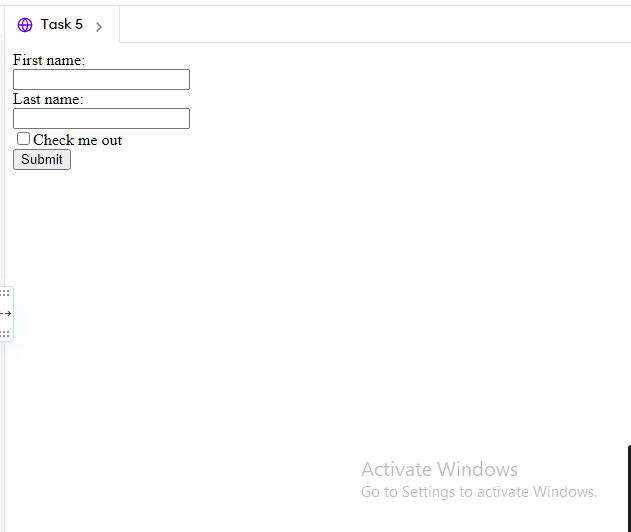 Task 5
First name:
Last name:
Check me out
Submit
Activate Windows
Go to Settings to activate Windows.